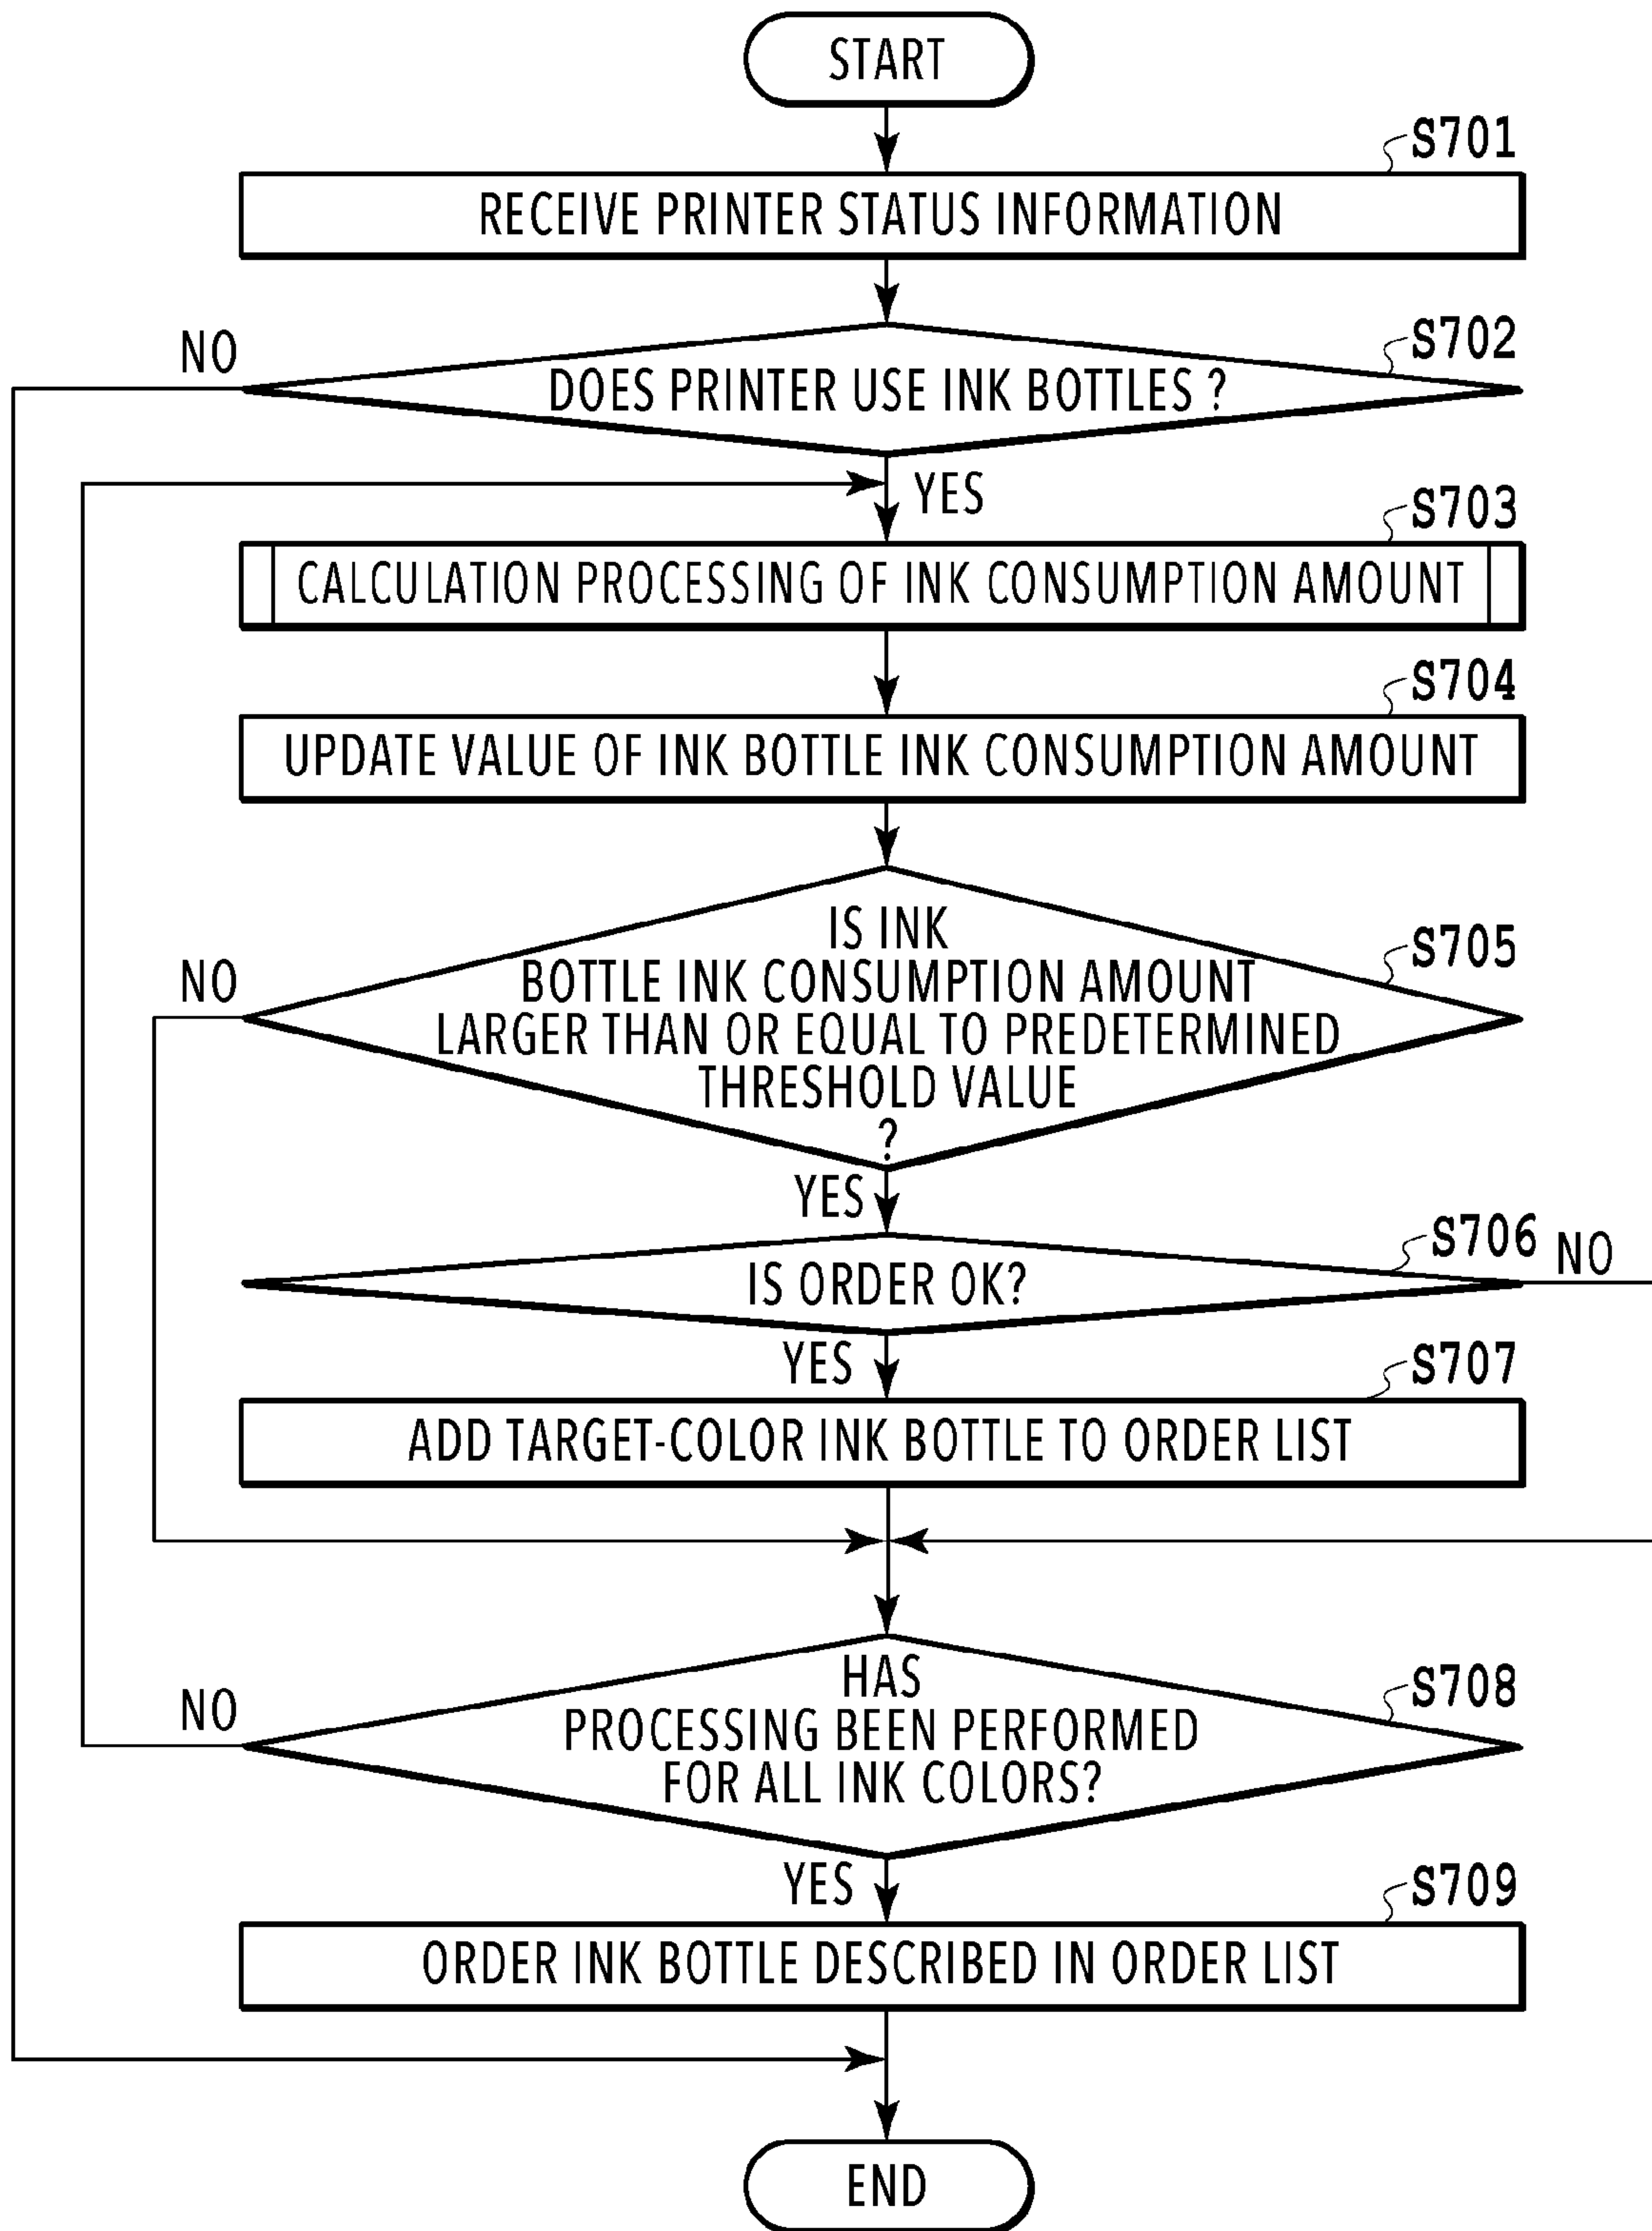 START
S701
RECEIVE PRINTER STATUS INFORMATION
S702
NO
DOES PRINTER USE INK BOTTLES ?
YES
S703
CALCULATION PROCESSING OF INK CONSUMPTION AMOUNT
S704
UPDATE VALUE OF INK BOTTLE INK CONSUMPTION AMOUNT
S705
NO
IS INK
BOTTLE INK CONSUMPTION AMOUNT
LARGER THAN OR EQUAL TO PREDETERMINED
THRESHOLD VALUE
?
YES
S706
NO
IS ORDER OK?
YES
S707
ADD TARGET-COLOR INK BOTTLE TO ORDER LIST
S708
NO
HAS
PROCESSING BEEN PERFORMED
FOR ALL INK COLORS?
YES
S709
ORDER INK BOTTLE DESCRIBED IN ORDER LIST
END